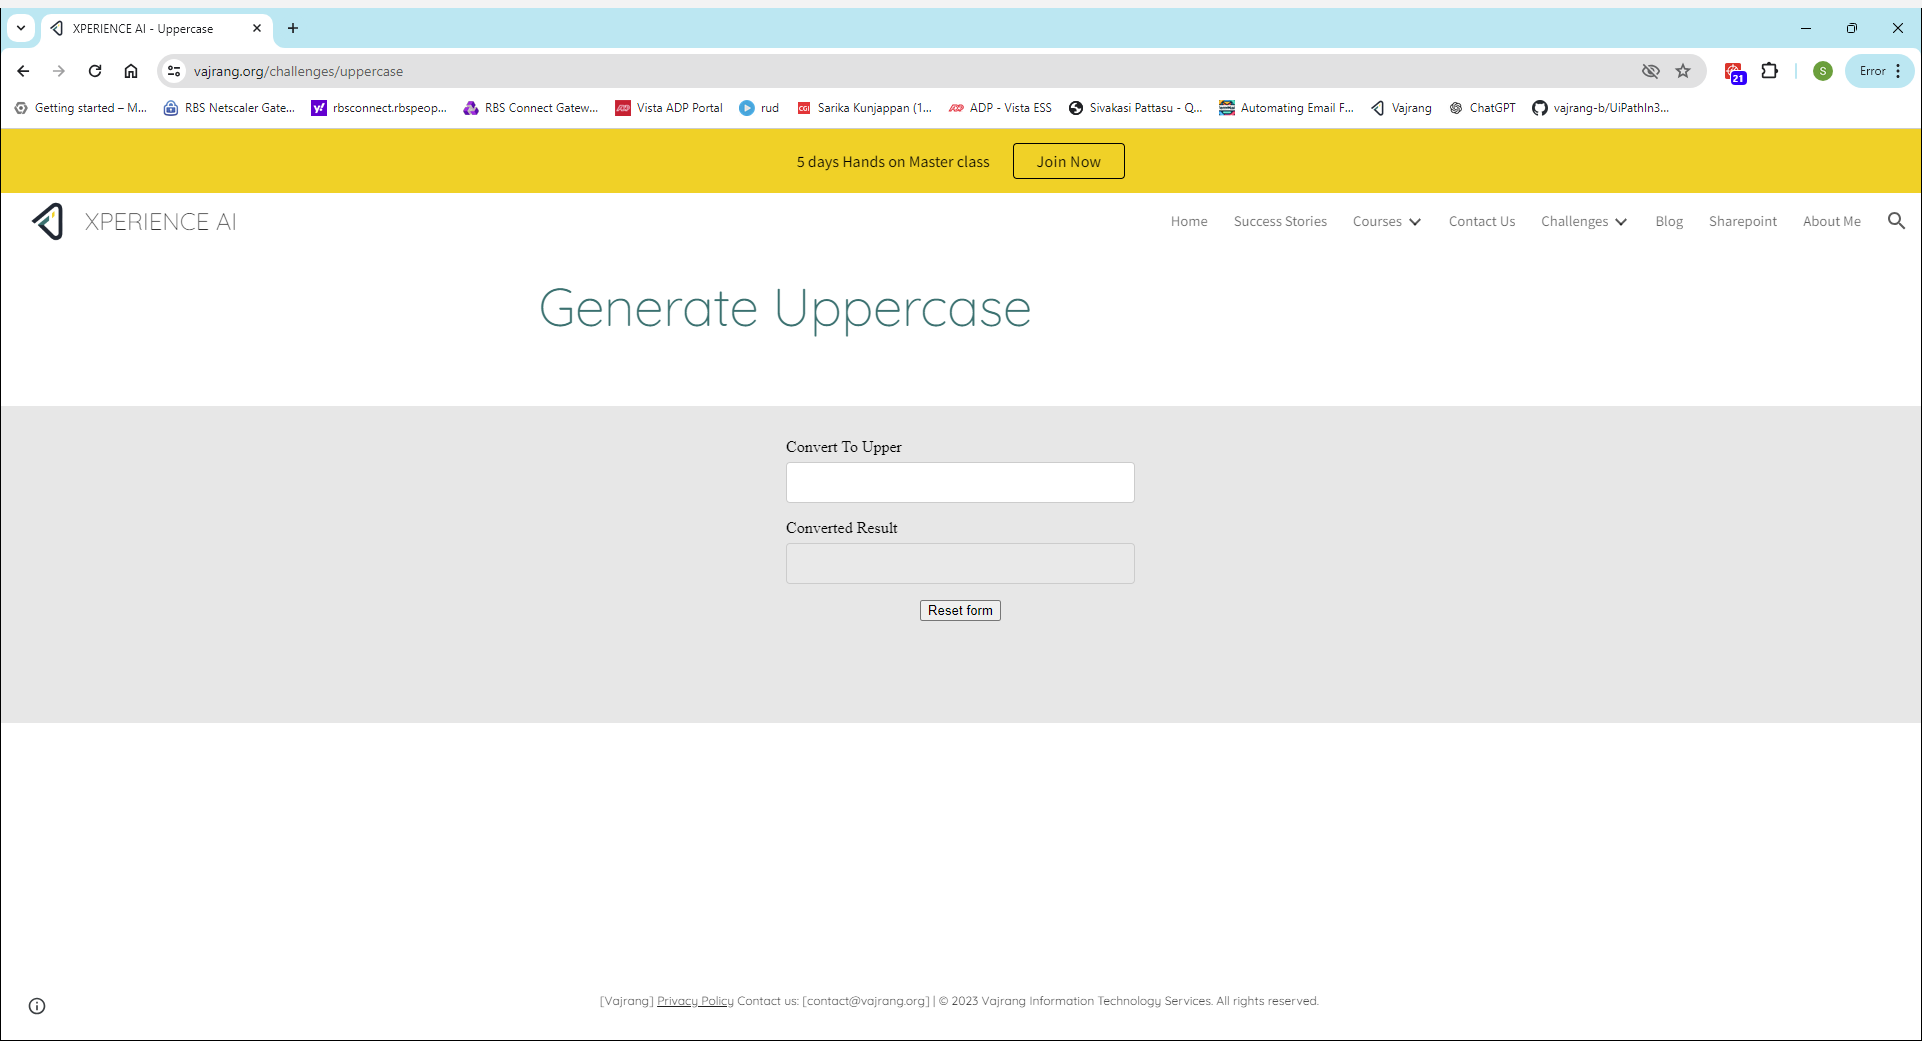 XPERIENCE AI - Uppercase
vajrang.org/challenges/uppercase
21
S
Error
Getting started – M... RBS Netscaler Gate... rbsconnect.rbspeop... RBS Connect Gatew... Vista ADP Portal rud Sarika Kunjappan (1... ADP - Vista ESS Sivakasi Pattasu - Q... Automating Email F... Vajrang ChatGPT vajrang-b/UiPathIn3...
5 days Hands on Master class Join Now
XPERIENCE AI Home Success Stories Courses Contact Us Challenges Blog Sharepoint About Me
Generate Uppercase
Convert To Upper
Converted Result
Reset form
[Vajrang] Privacy Policy Contact us: [contact@vajrang.org] | © 2023 Vajrang Information Technology Services. All rights reserved.